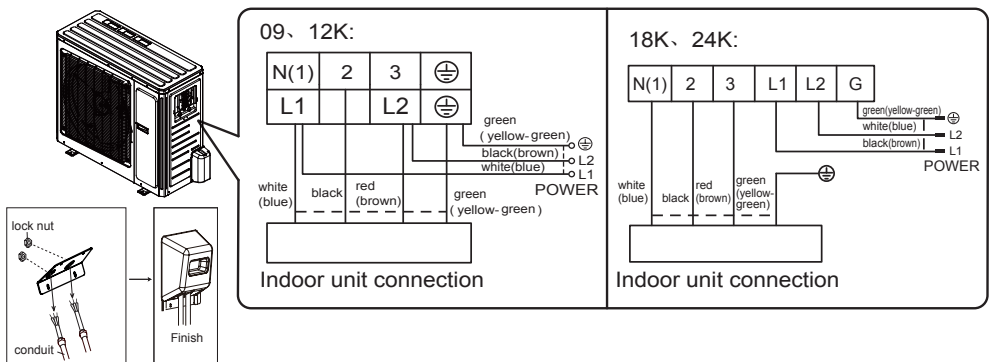 09、12K:
N(1) 2 3
L1 L2
green
( yellow-green)
black(brown) L2
white(blue) L1
POWER
white
(blue)
black
red
(brown)
green
( yellow- green )
Indoor unit connection
18K、24K:
N(1) 2 3 L1 L2 G
green(yellow-green)
white(blue) L2
black(brown) L1
POWER
white
(blue)
black
red
(brown)
green
(yellow-
green)
Indoor unit connection
lock nut
conduit
Finish